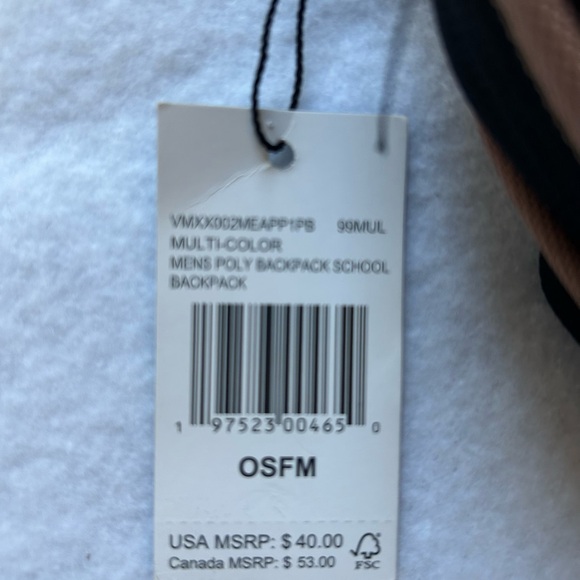 VMXX002MEAPP1PB 99MUL
MULTI-COLOR
MENS POLY BACKPACK SCHOOL
BACKPACK
1 97523 00465 0
OSFM
USA MSRP: $ 40.00
Canada MSRP: $ 53.00
FSC